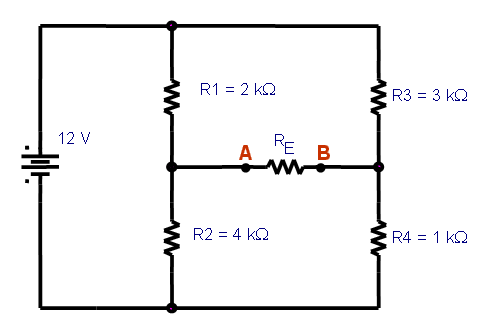 R1 = 2 kΩ
R3 = 3 kΩ
12 V
A
R_E
B
R2 = 4 kΩ
R4 = 1 kΩ